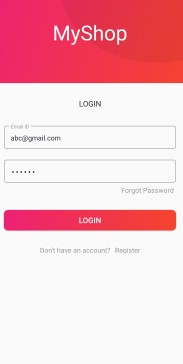 MyShop
LOGIN
Email ID
abc@gmail.com
••••••
Forgot Password
LOGIN
Don't have an account? Register